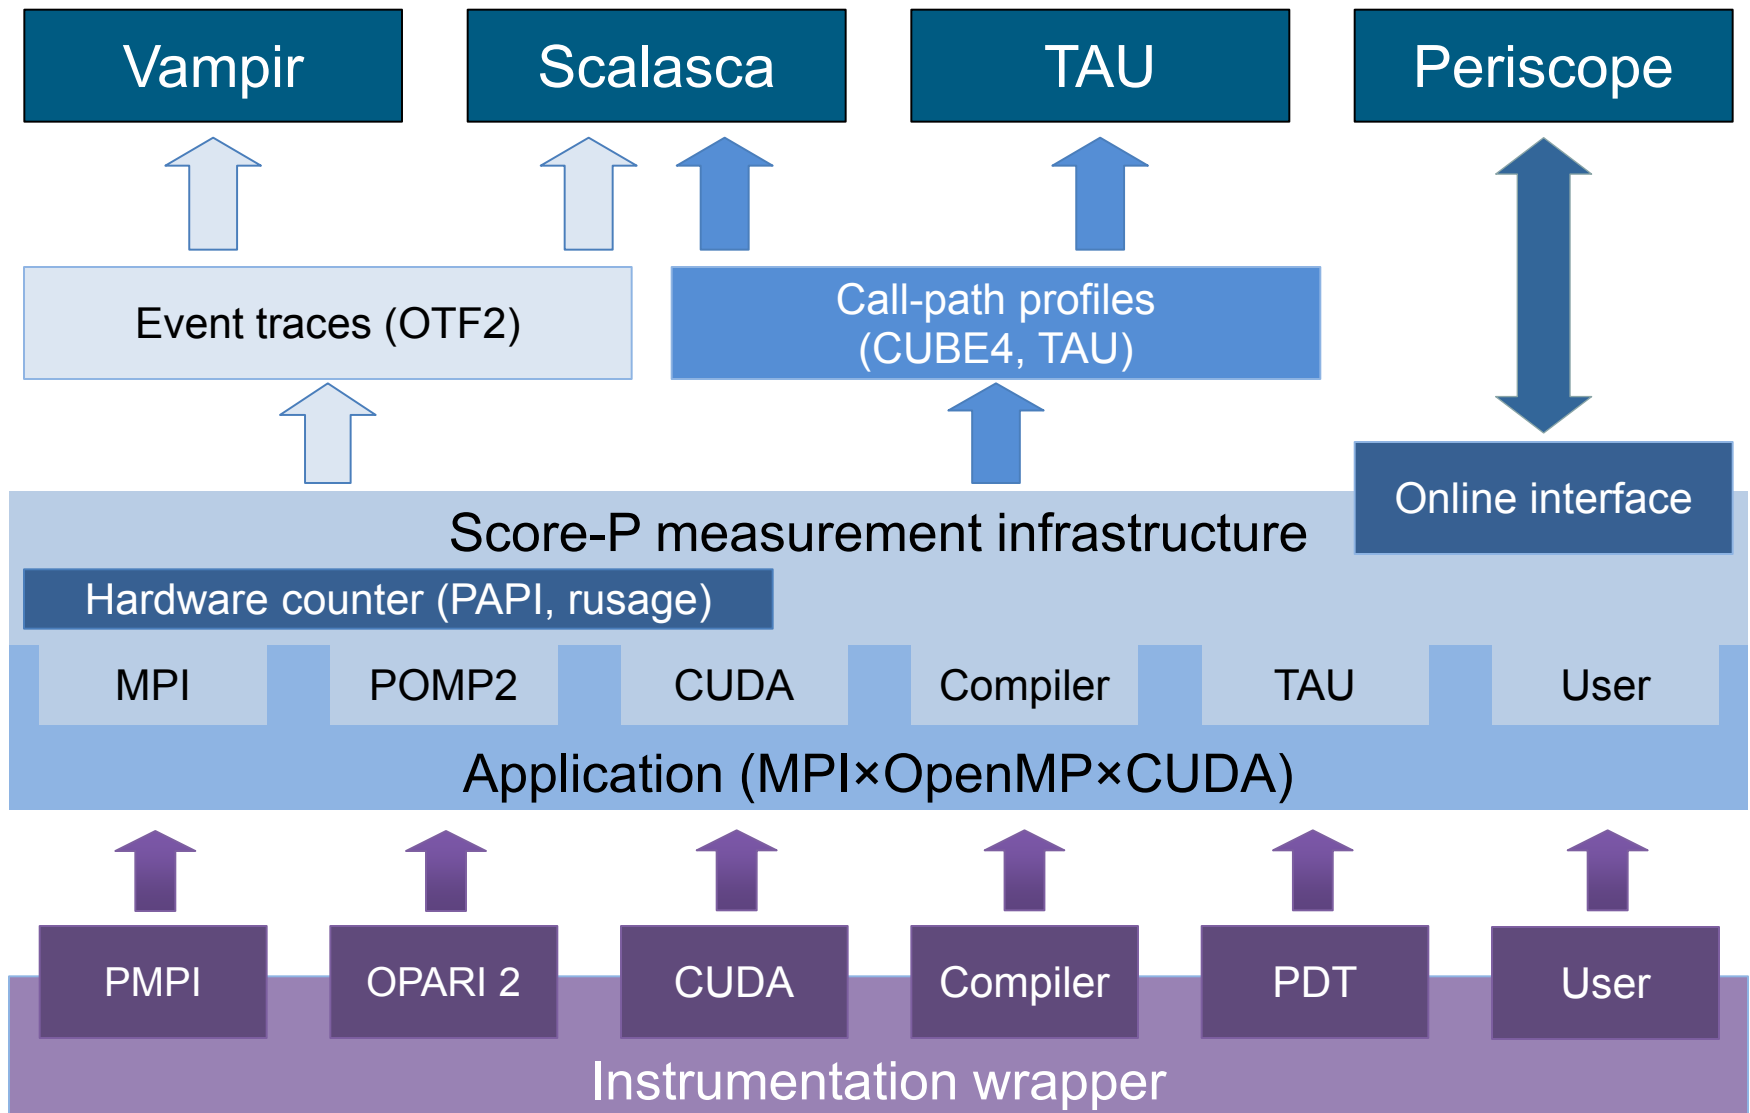 Vampir
Scalasca
TAU
Periscope
Event traces (OTF2)
Call-path profiles
(CUBE4, TAU)
Online interface
Score-P measurement infrastructure
Hardware counter (PAPI, rusage)
MPI
POMP2
CUDA
Compiler
TAU
User
Application (MPI×OpenMP×CUDA)
PMPI
OPARI 2
CUDA
Compiler
PDT
User
Instrumentation wrapper